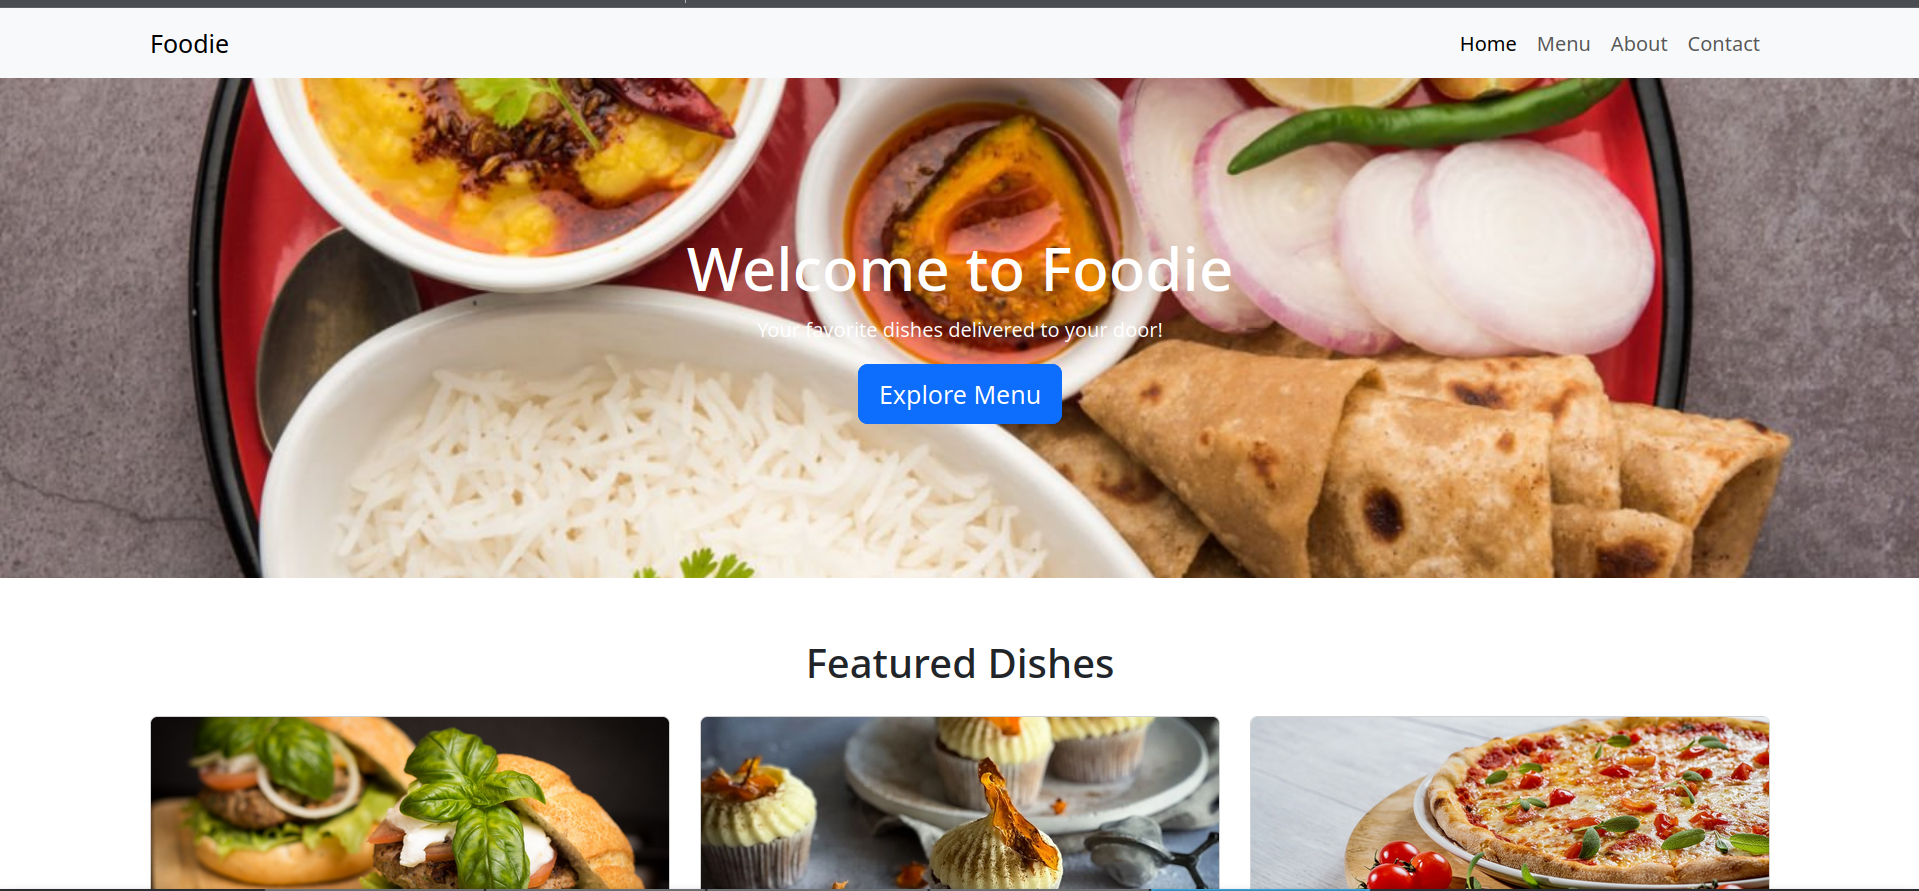 Foodie
Home Menu About Contact
Welcome to Foodie
Your favorite dishes delivered to your door!
Explore Menu
Featured Dishes